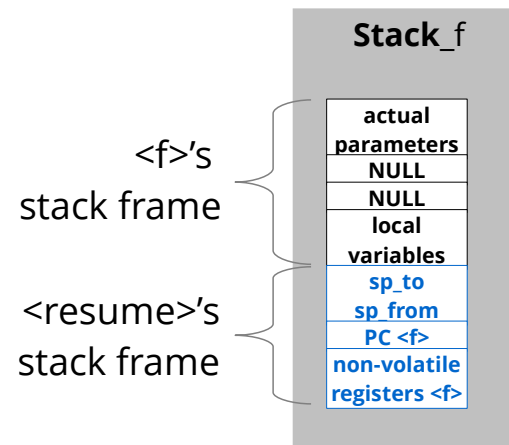 Stack_f
<f>'s
stack frame
actual
parameters
NULL
NULL
local
variables
<resume>'s
stack frame
sp_to
sp_from
PC <f>
non-volatile
registers <f>